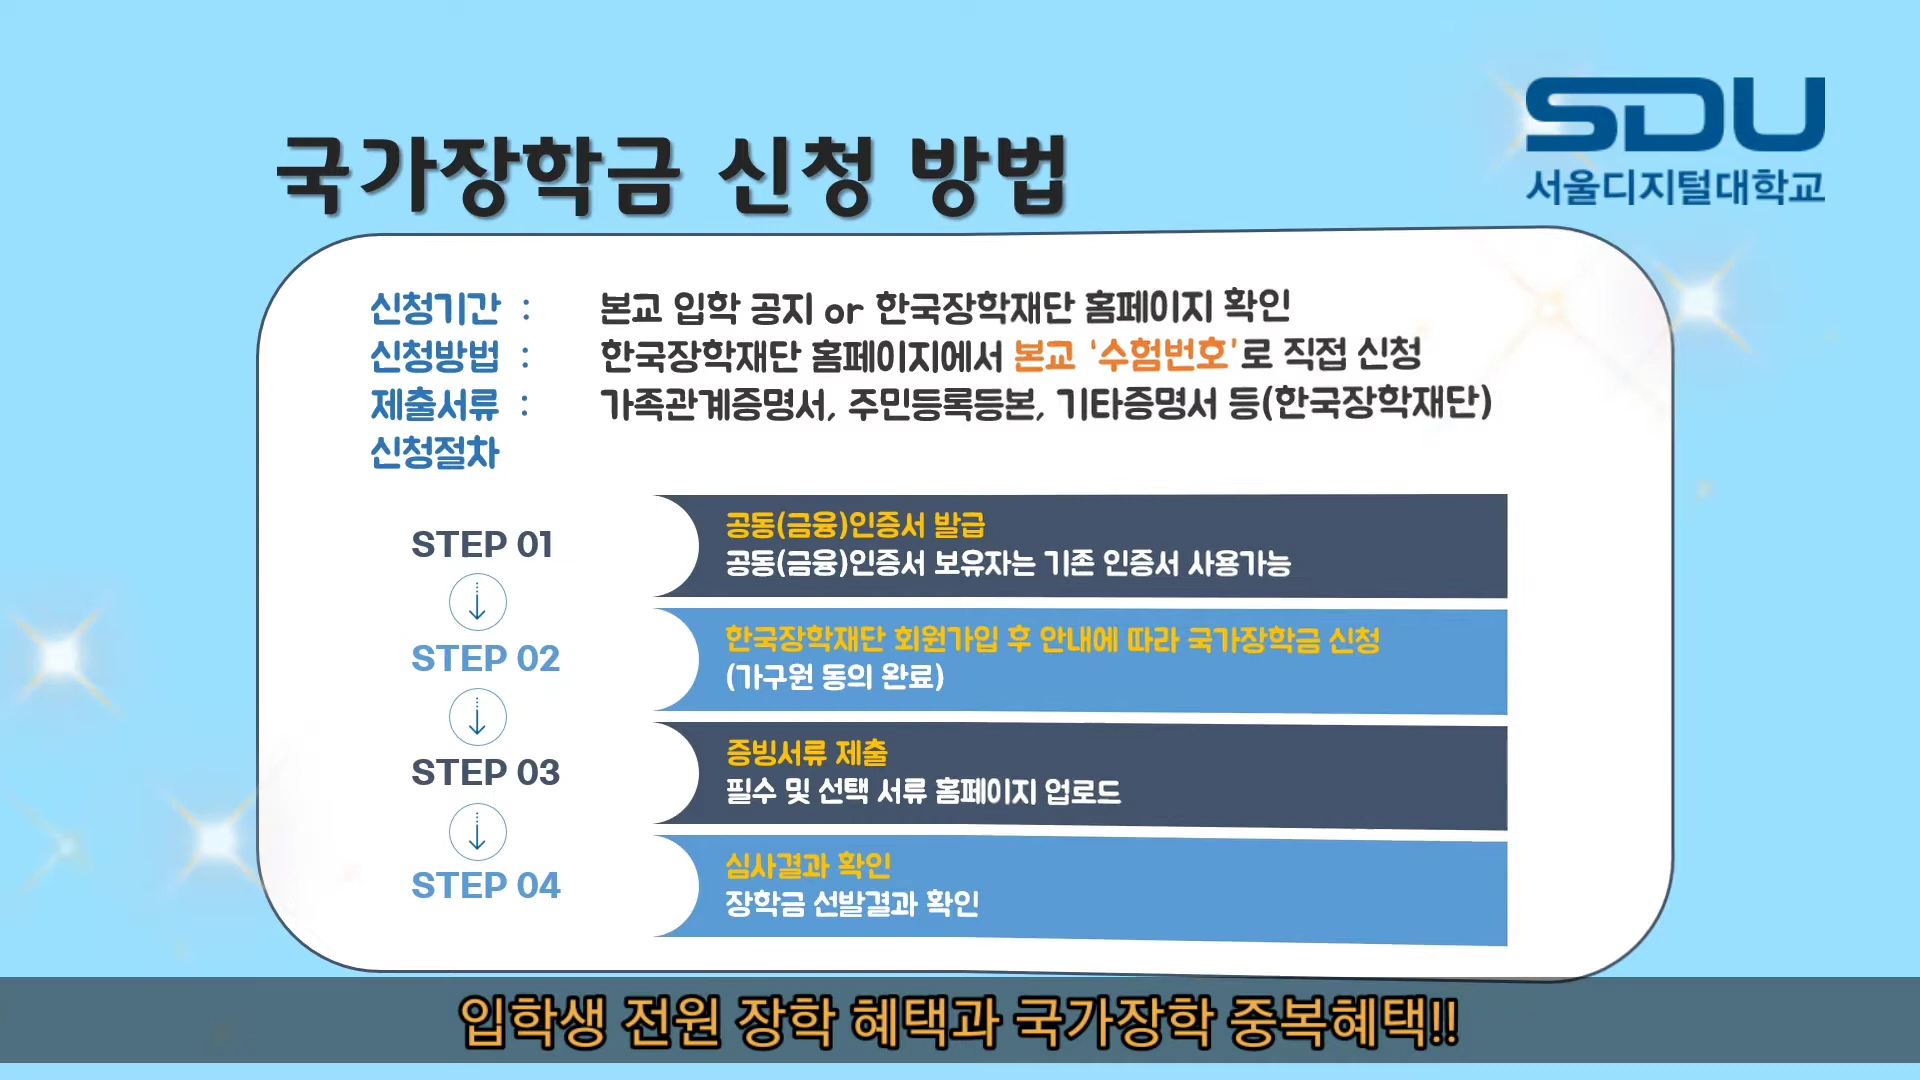 SDU
서울디지털대학교
국가장학금 신청 방법
신청기간 : 본교 입학 공지 or 한국장학재단 홈페이지 확인
신청방법 : 한국장학재단 홈페이지에서 본교 '수험번호'로 직접 신청
제출서류 : 가족관계증명서, 주민등록등본, 기타증명서 등(한국장학재단)
신청절차
STEP 01
공동(금융)인증서 발급
공동(금융)인증서 보유자는 기존 인증서 사용가능
STEP 02
한국장학재단 회원가입 후 안내에 따라 국가장학금 신청
(가구원 동의 완료)
STEP 03
증빙서류 제출
필수 및 선택 서류 홈페이지 업로드
STEP 04
심사결과 확인
장학금 선발결과 확인
입학생 전원 장학 혜택과 국가장학 중복혜택!!